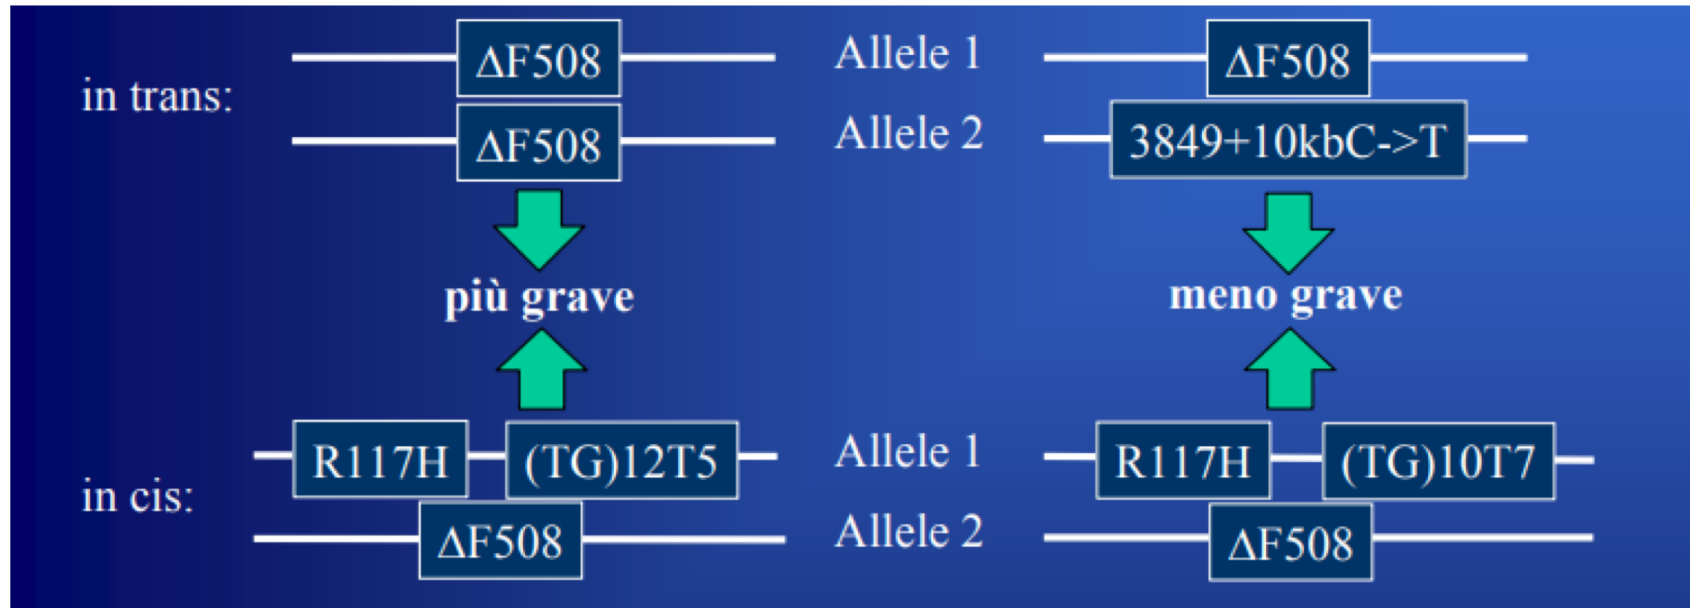 in trans:
ΔF508
Allele 1
ΔF508
ΔF508
Allele 2
3849+10kbC->T
più grave
meno grave
in cis:
R117H
(TG)12T5
Allele 1
R117H
(TG)10T7
ΔF508
Allele 2
ΔF508